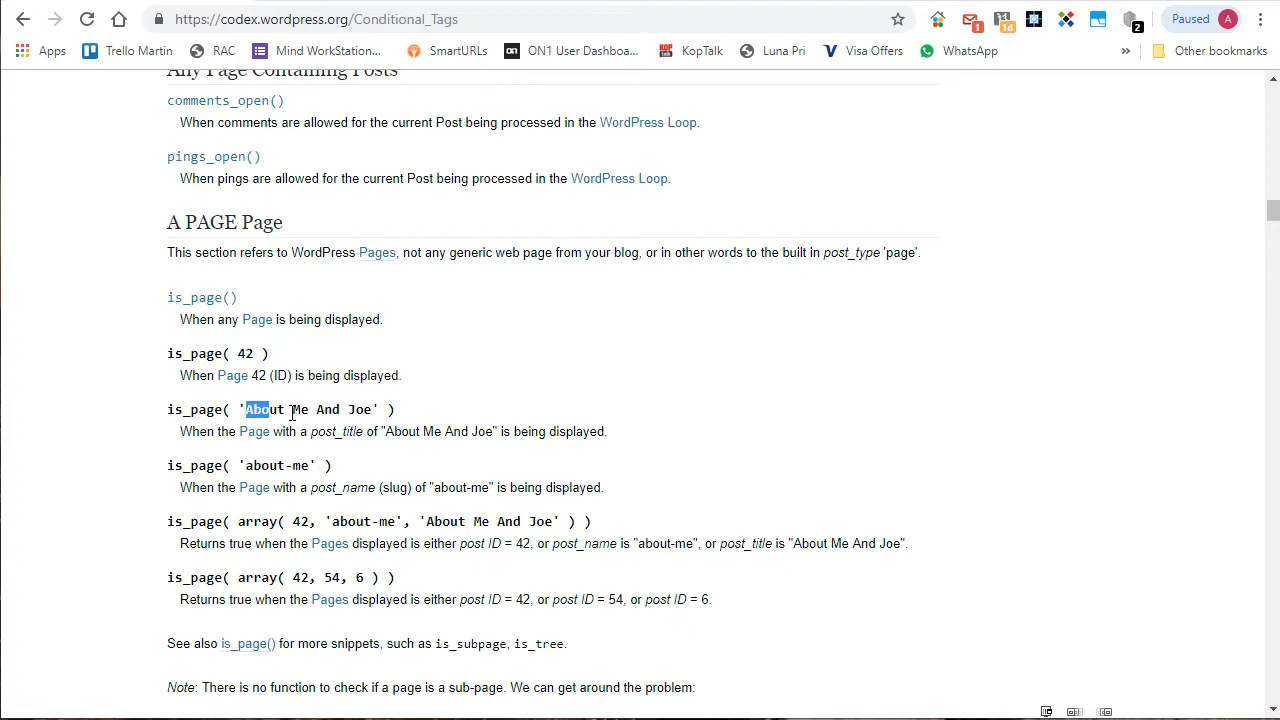 https://codex.wordpress.org/Conditional_Tags
1
1d
2
Paused
A
Apps
Trello Martin
RAC
Mind WorkStation...
SmartURLs
ON1 User Dashboa...
KopTalk
Luna Pri
Visa Offers
WhatsApp
»
Other bookmarks
Any Page Containing Posts
comments_open()
When comments are allowed for the current Post being processed in the WordPress Loop.
pings_open()
When pings are allowed for the current Post being processed in the WordPress Loop.
A PAGE Page
This section refers to WordPress Pages, not any generic web page from your blog, or in other words to the built in post_type 'page'.
is_page()
When any Page is being displayed.
is_page( 42 )
When Page 42 (ID) is being displayed.
is_page( 'About Me And Joe' )
When the Page with a post_title of "About Me And Joe" is being displayed.
is_page( 'about-me' )
When the Page with a post_name (slug) of "about-me" is being displayed.
is_page( array( 42, 'about-me', 'About Me And Joe' ) )
Returns true when the Pages displayed is either post ID = 42, or post_name is "about-me", or post_title is "About Me And Joe".
is_page( array( 42, 54, 6 ) )
Returns true when the Pages displayed is either post ID = 42, or post ID = 54, or post ID = 6.
See also is_page() for more snippets, such as is_subpage, is_tree.
Note: There is no function to check if a page is a sub-page. We can get around the problem: